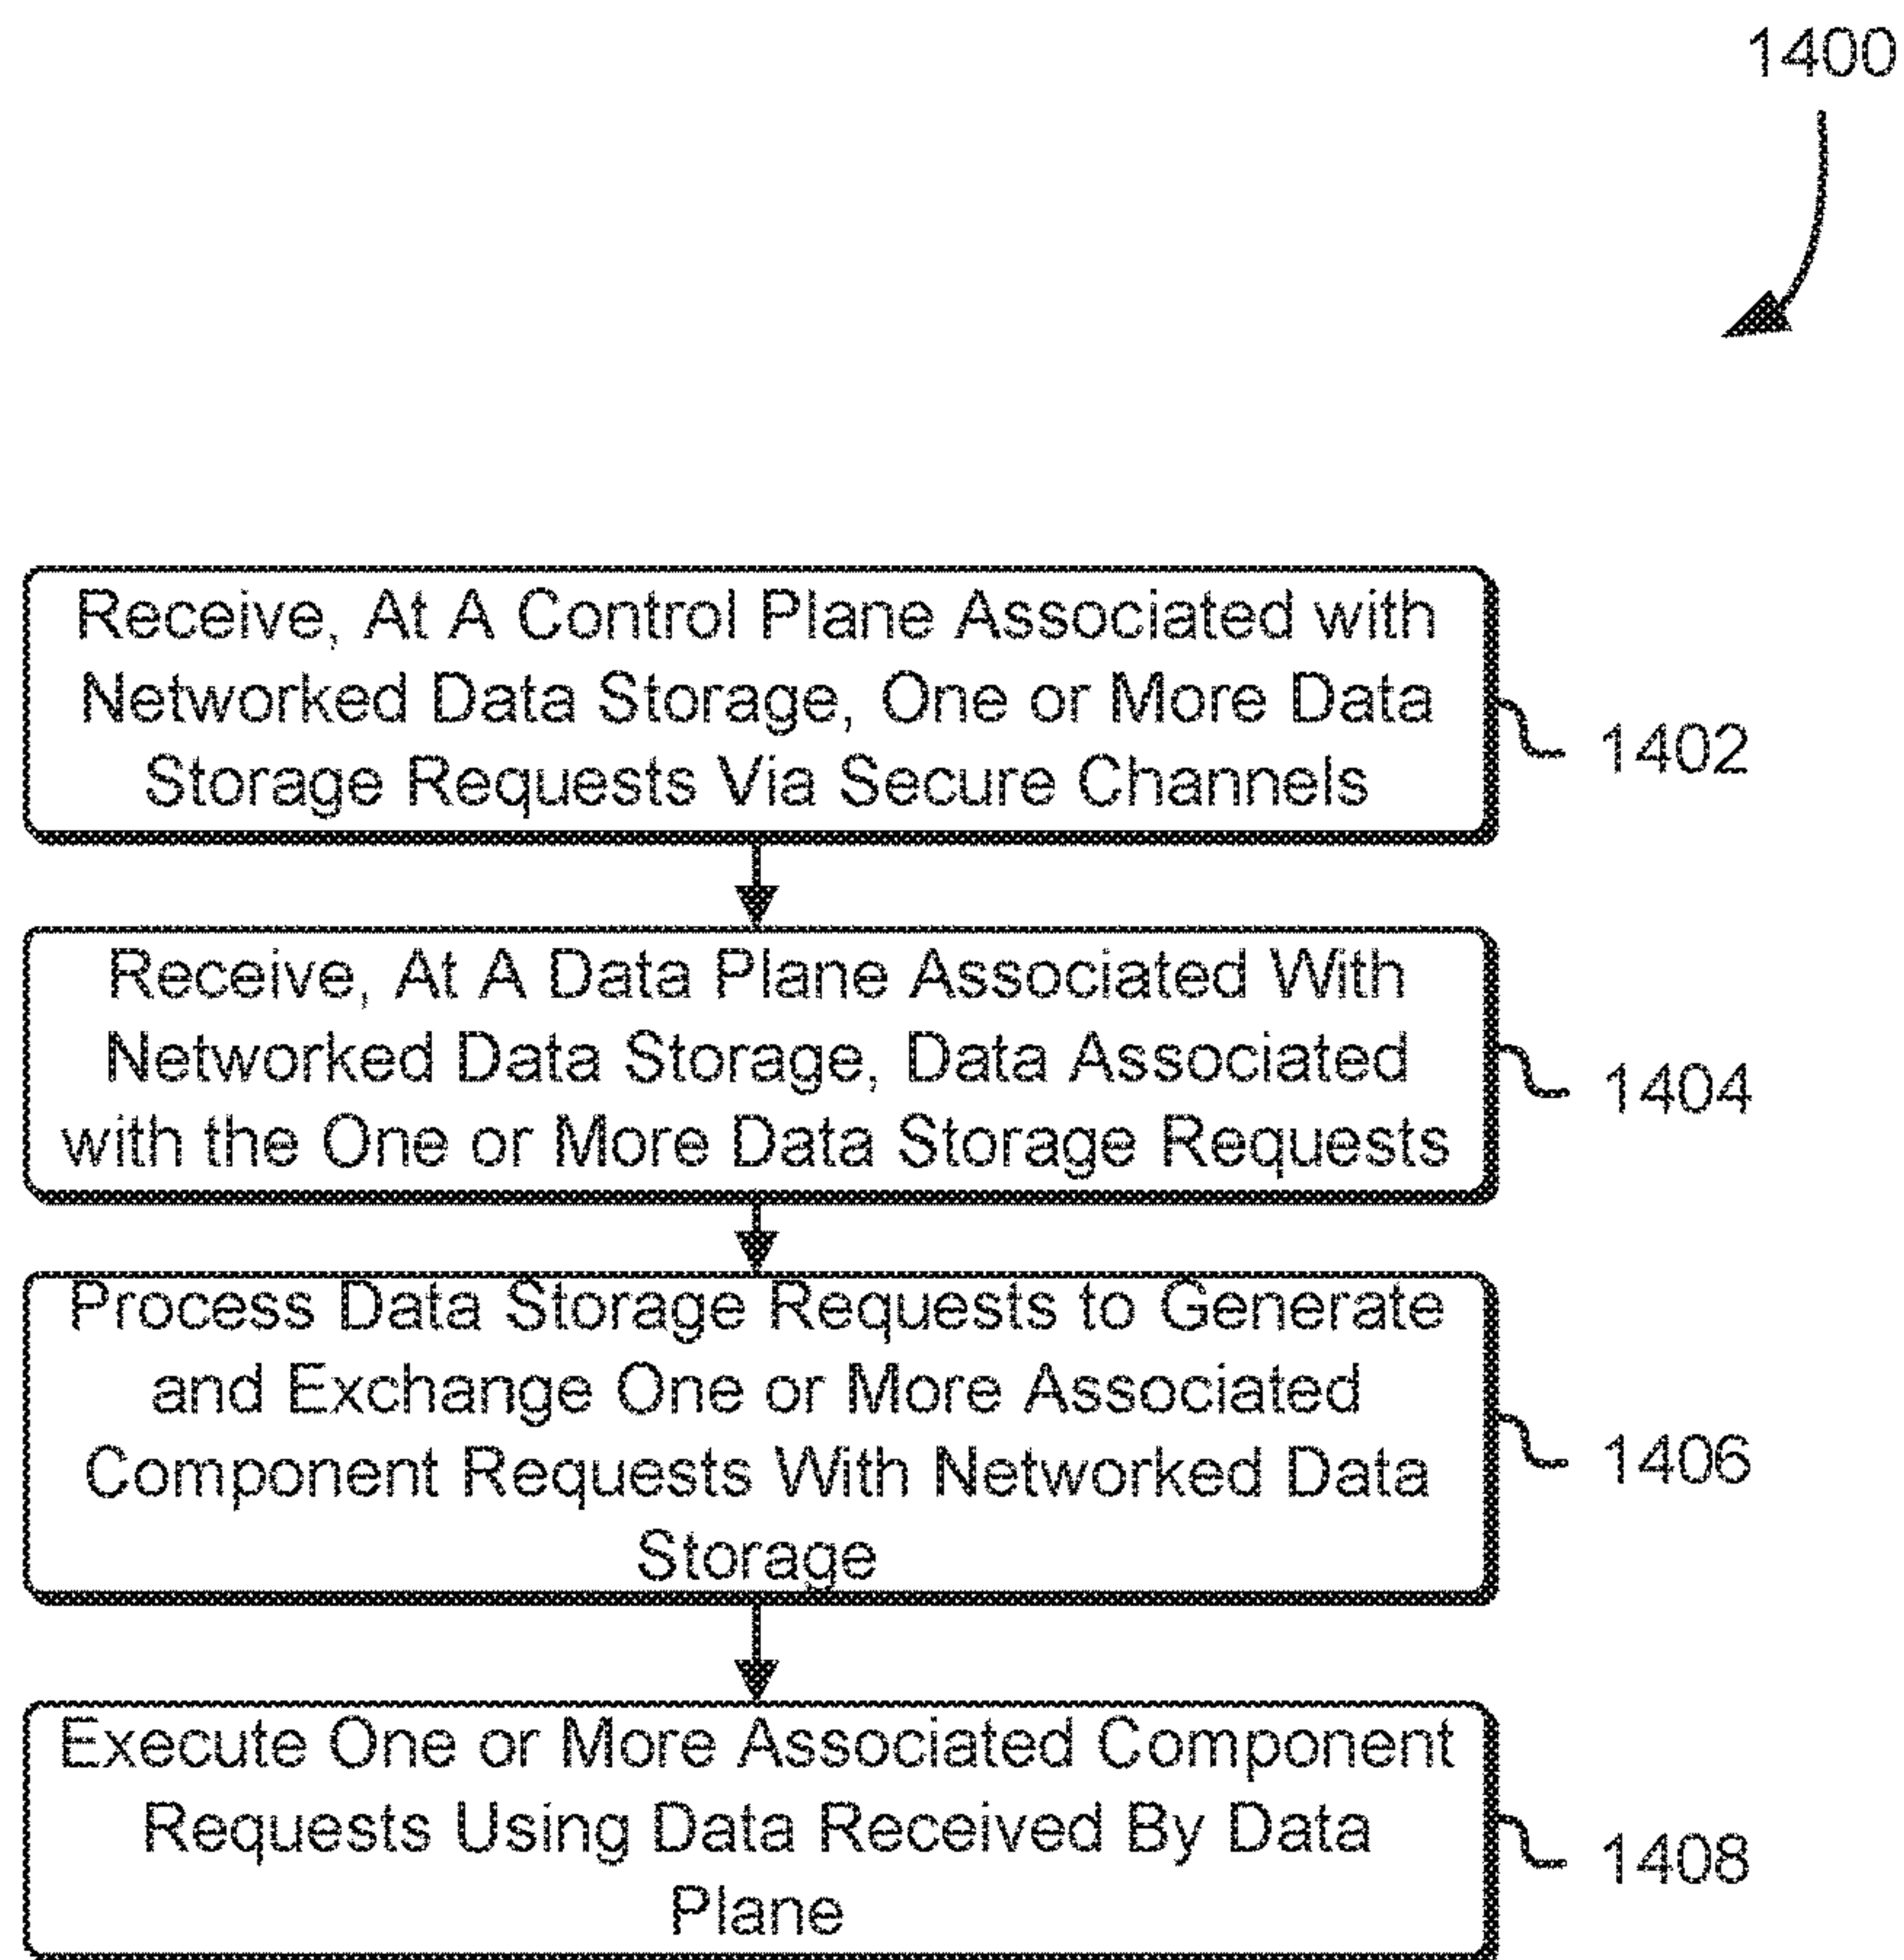 1400
Receive, At A Control Plane Associated with
Networked Data Storage, One or More Data
Storage Requests Via Secure Channels
1402
Receive, At A Data Plane Associated With
Networked Data Storage, Data Associated
with the One or More Data Storage Requests
1404
Process Data Storage Requests to Generate
and Exchange One or More Associated
Component Requests With Networked Data
Storage
1406
Execute One or More Associated Component
Requests Using Data Received By Data
Plane
1408